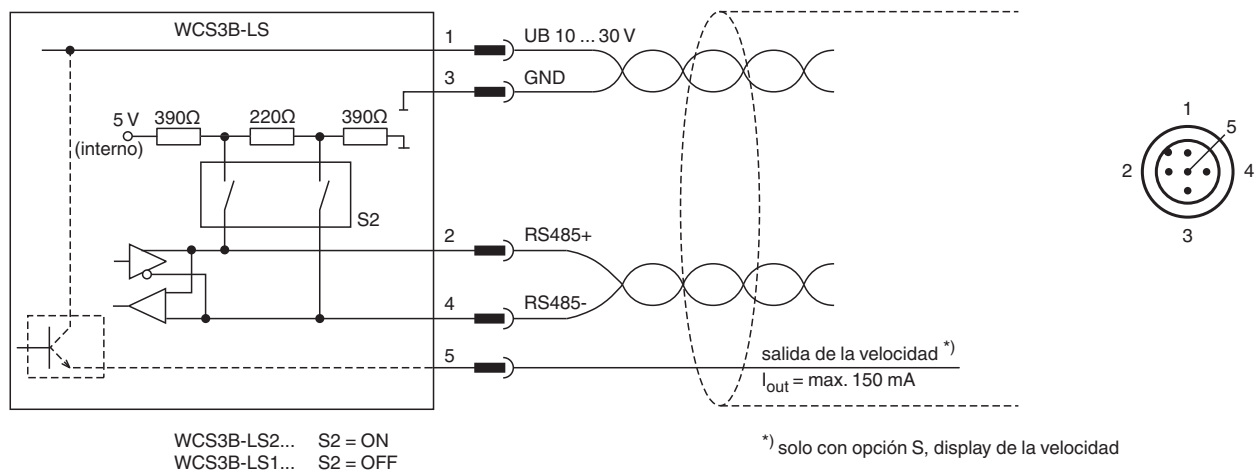 WCS3B-LS
1
UB 10 ... 30 V
3
GND
5 V
(interno)
390Ω
220Ω
390Ω
S2
2
RS485+
4
RS485-
5
salida de la velocidad *)
Iout = max. 150 mA
1
5
2
4
3
WCS3B-LS2... S2 = ON
WCS3B-LS1... S2 = OFF
*) solo con opción S, display de la velocidad